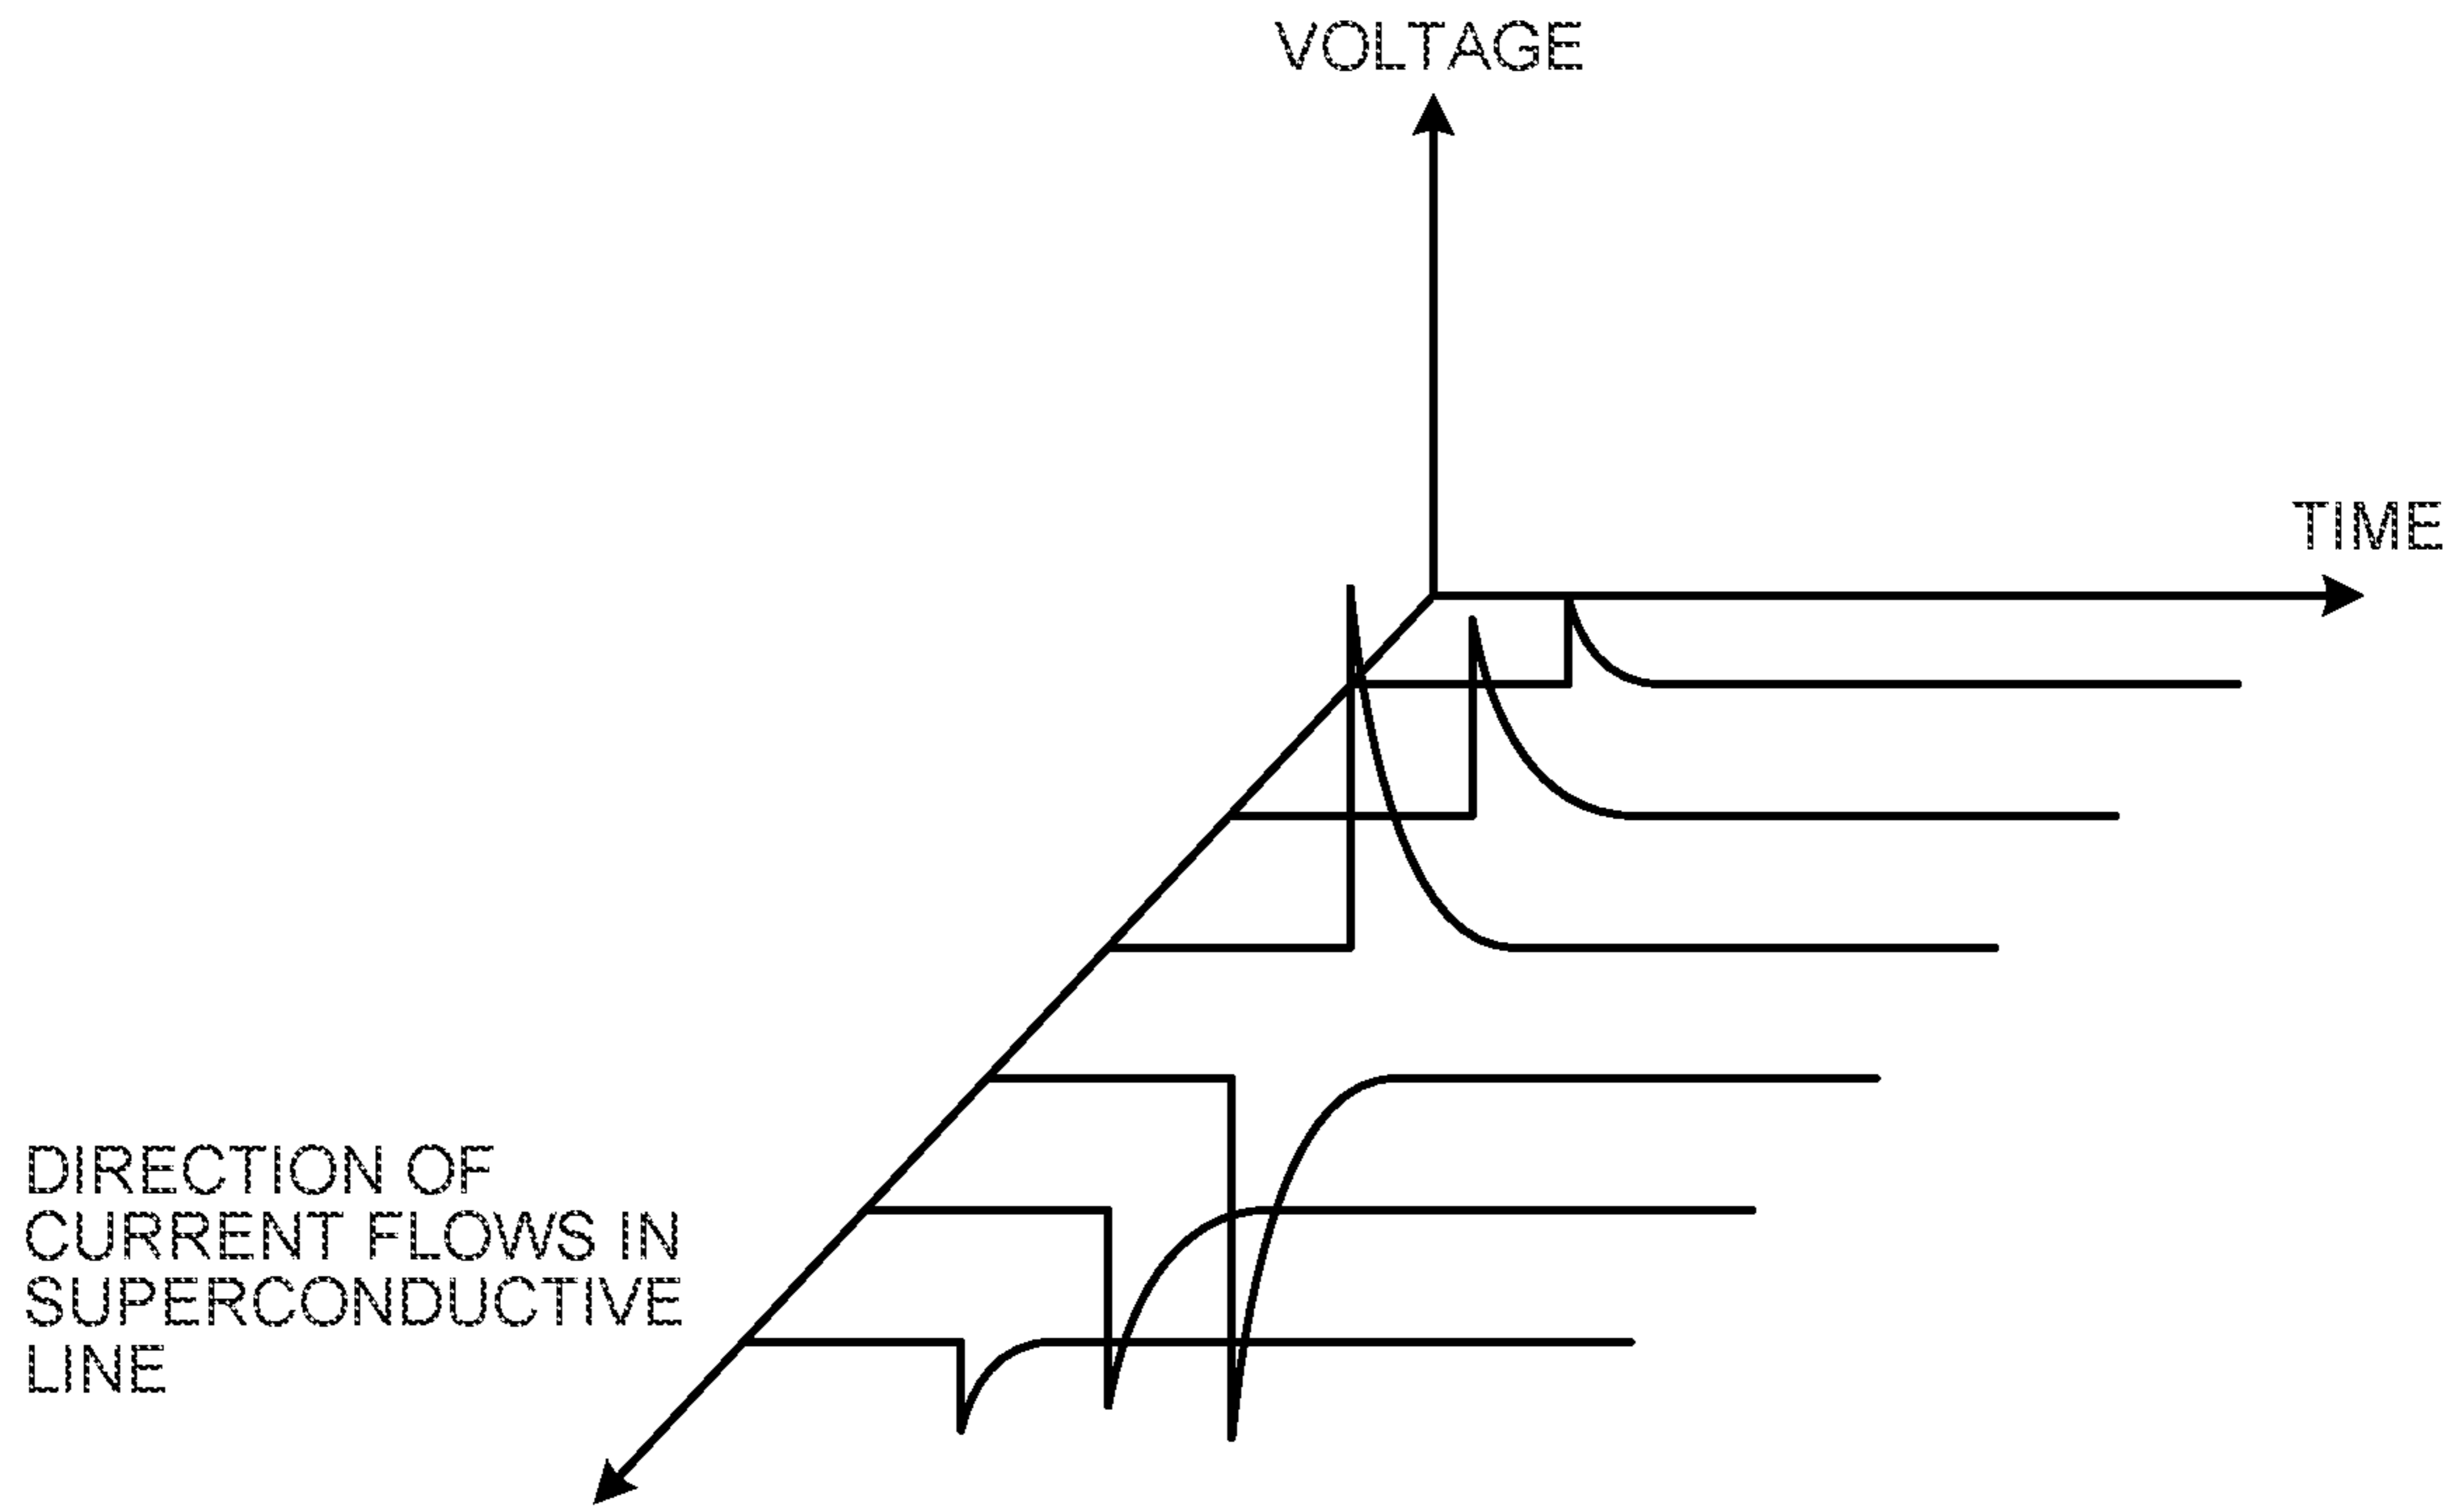 VOLTAGE
TIME
DIRECTION OF
CURRENT FLOWS IN
SUPERCONDUCTIVE
LINE